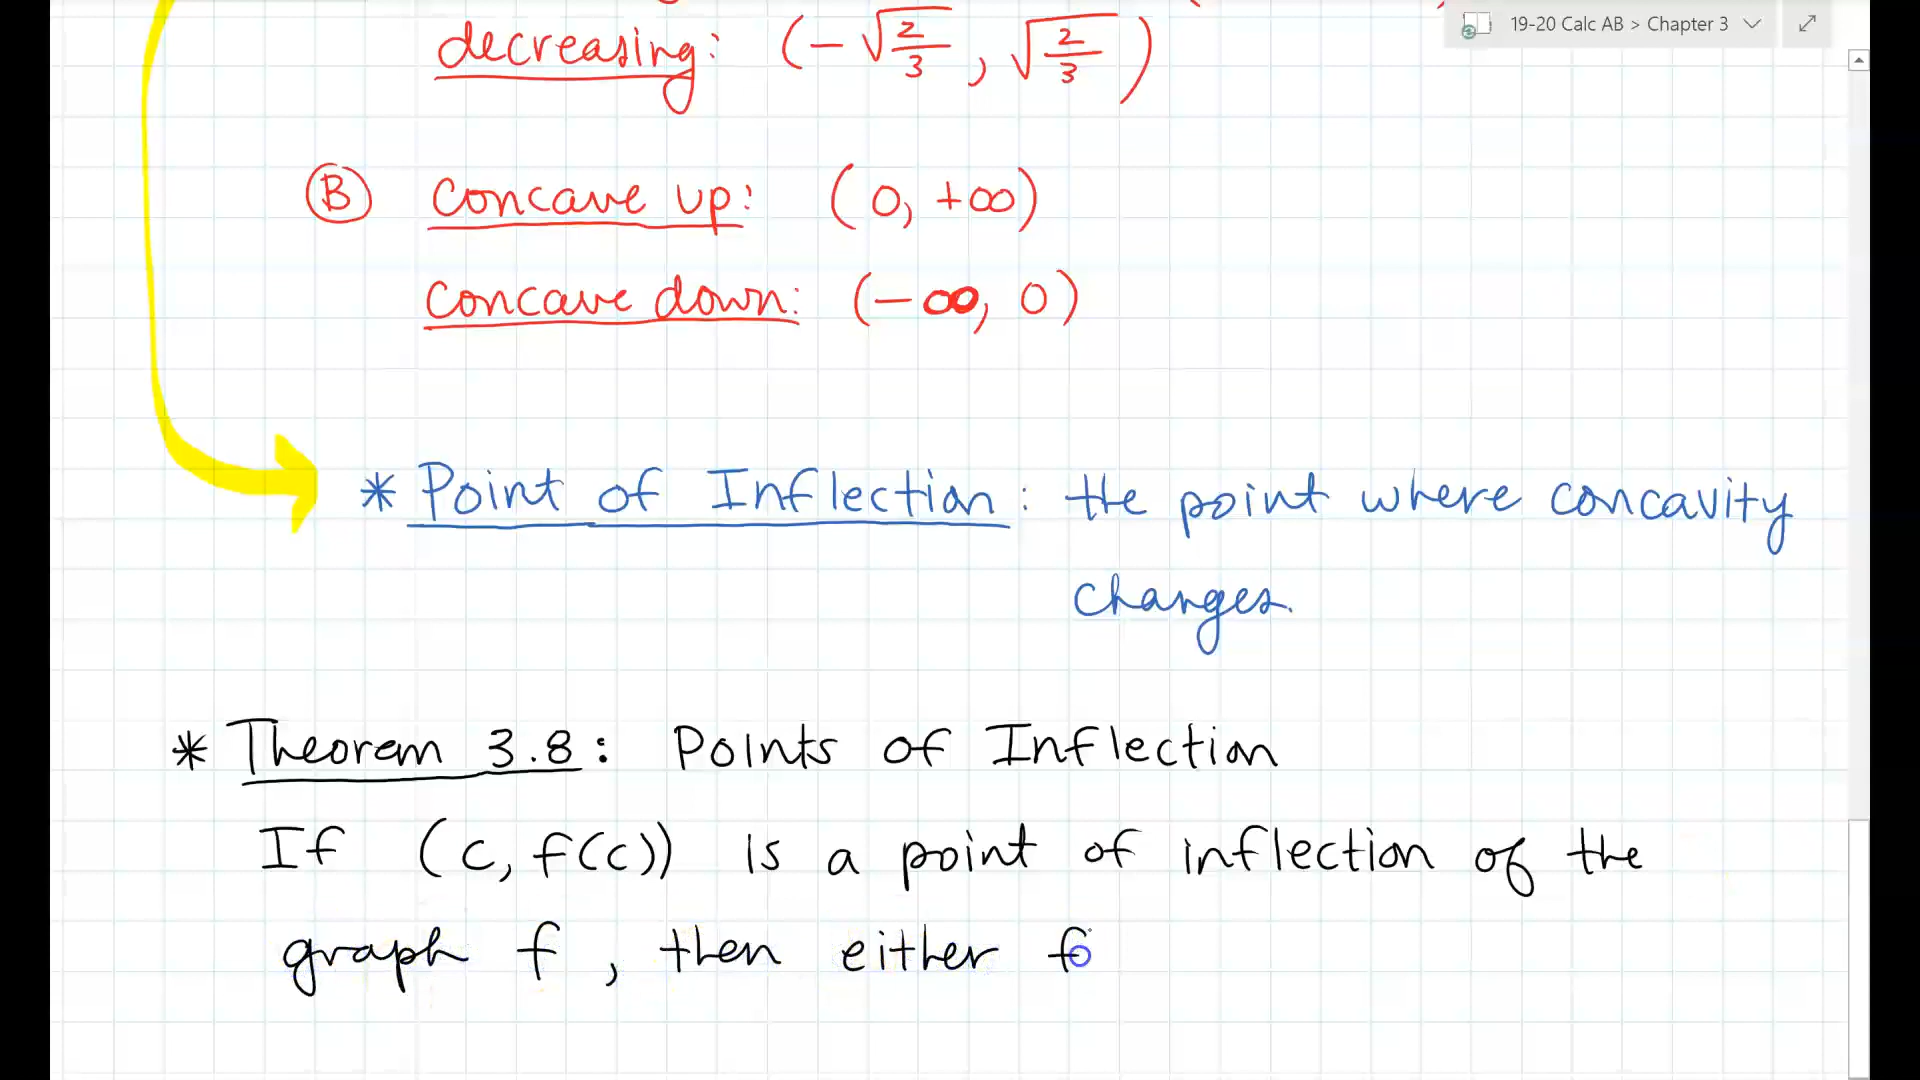 19-20 Calc AB > Chapter 3
decreasing: (-√2/3, √2/3)
B concave up: (0, +∞)
concave down: (-∞, 0)
* Point of Inflection: the point where concavity
changes.
* Theorem 3.8: Points of Inflection
If (c, f(c)) is a point of inflection of the
graph f, then either f